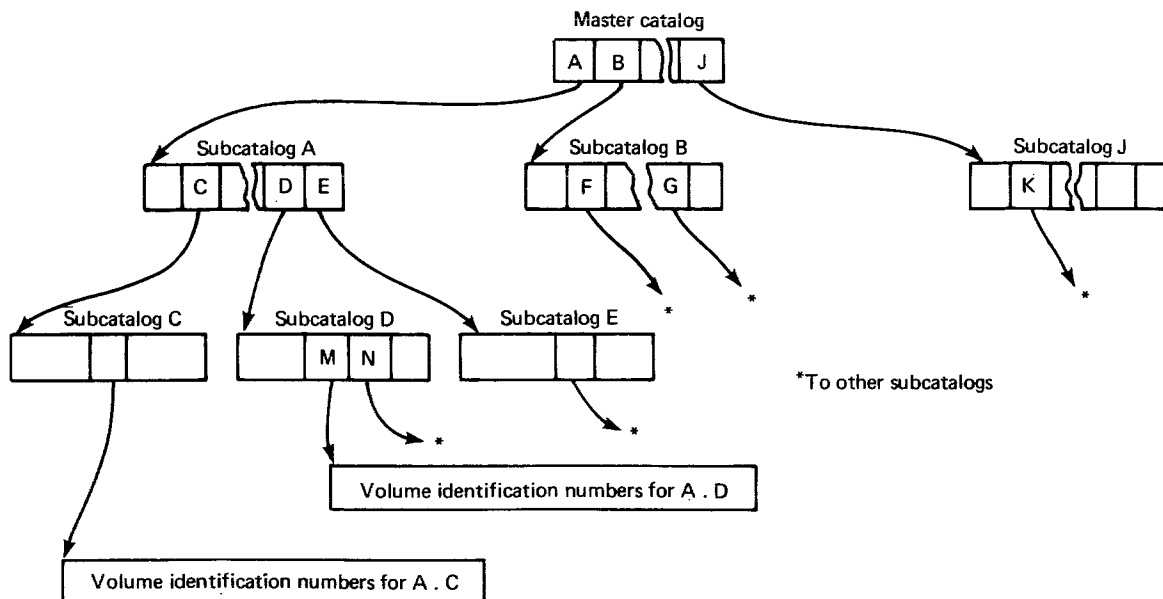 Master catalog
A B J
Subcatalog A
Subcatalog B
Subcatalog J
C D E
F G
K
*
*
*
Subcatalog C
Subcatalog D
Subcatalog E
M N
*To other subcatalogs
*
*
Volume identification numbers for A . D
Volume identification numbers for A . C